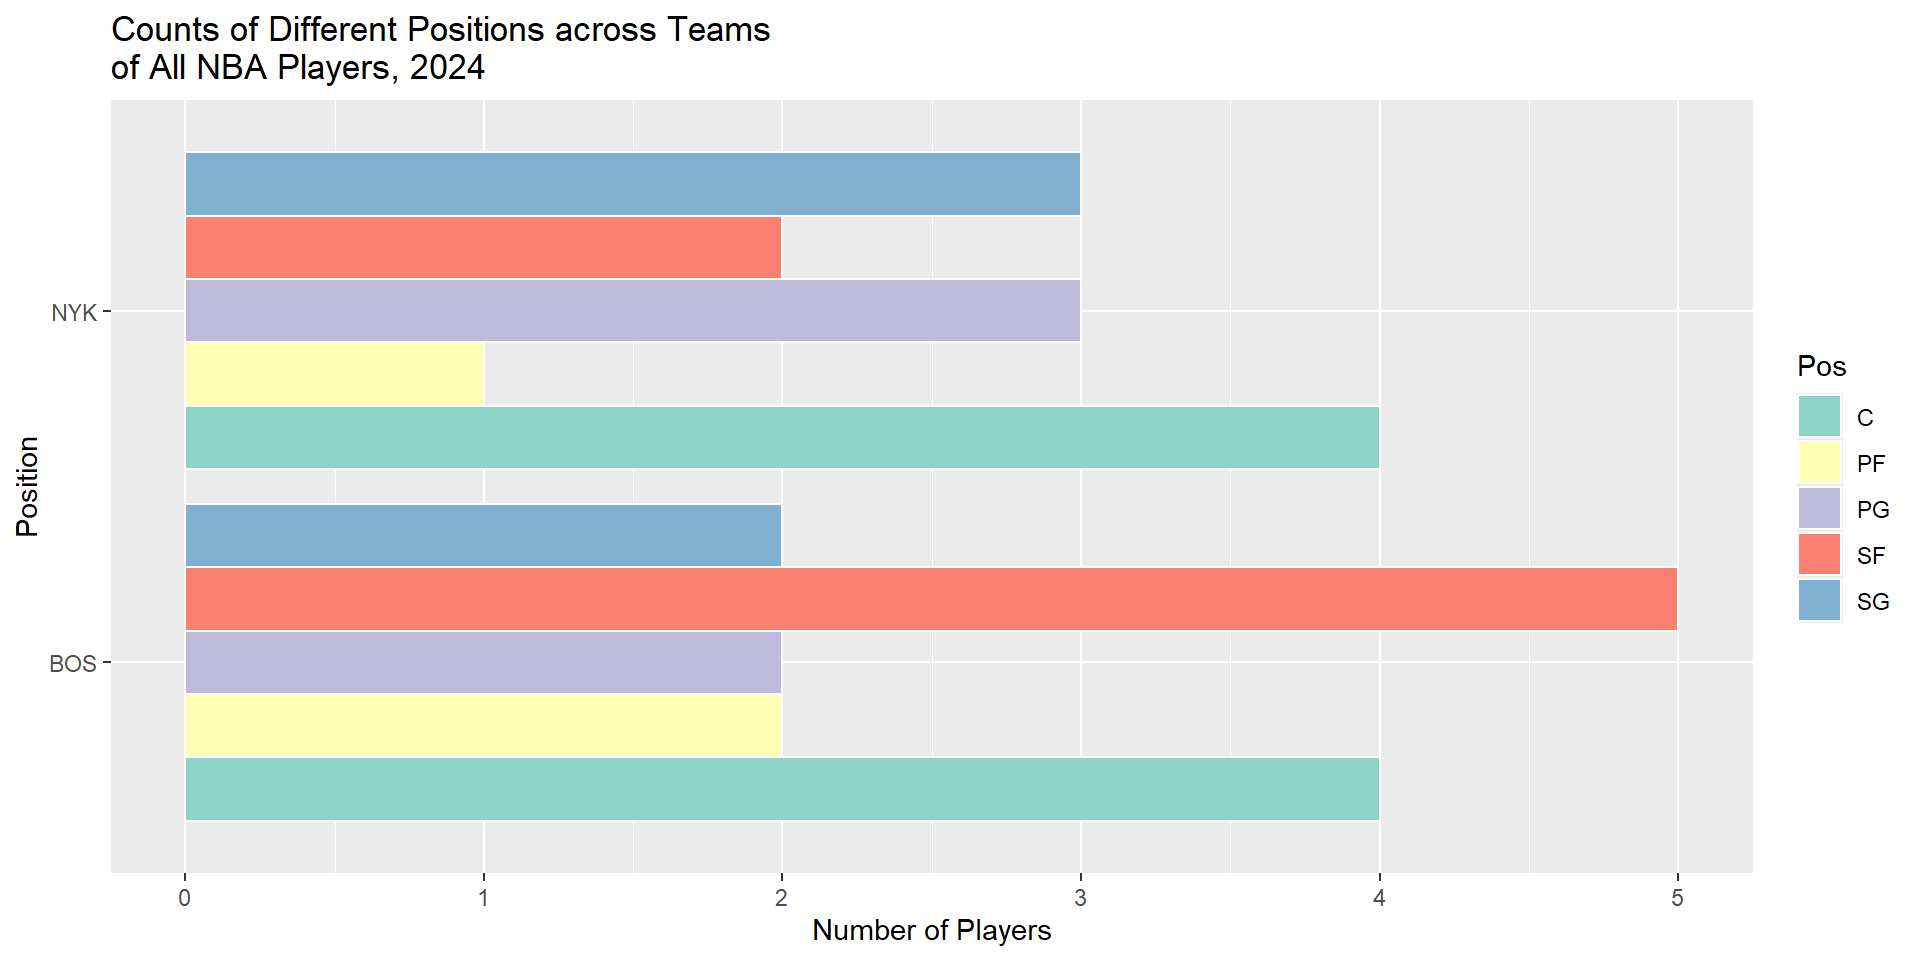 Counts of Different Positions across Teams
of All NBA Players, 2024
Position
NYK
BOS
0
1
2
3
4
5
Number of Players
Pos
C
PF
PG
SF
SG